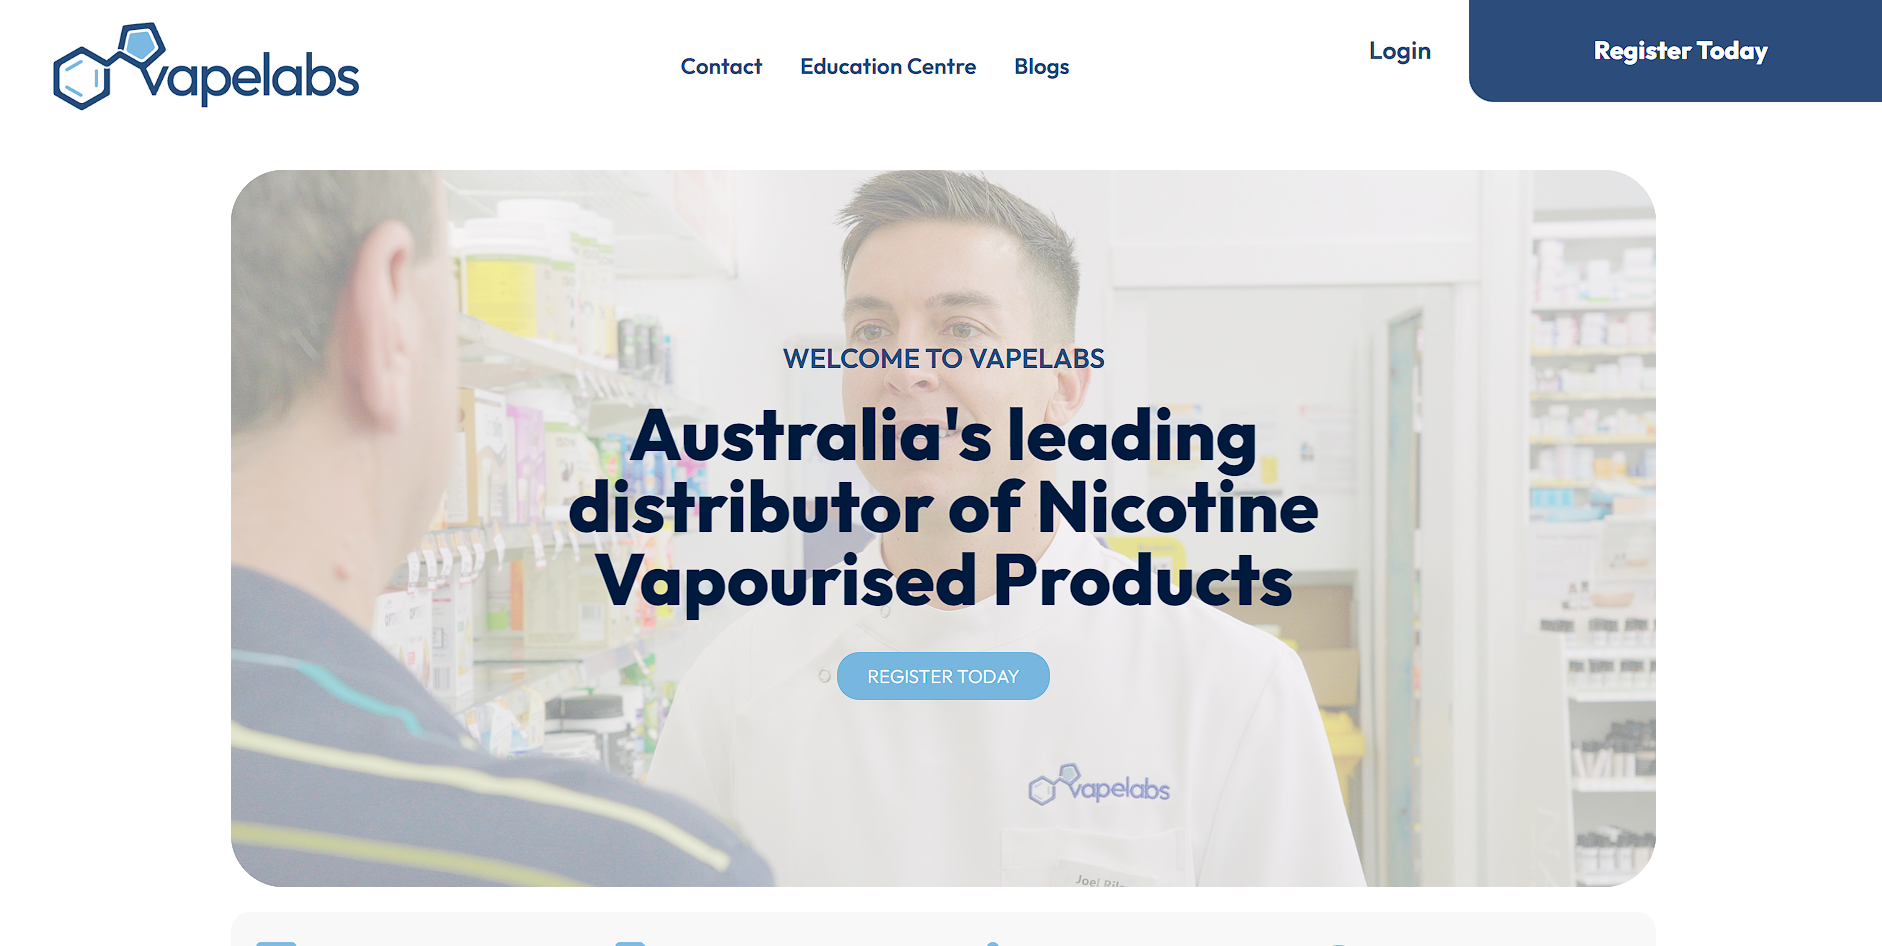 vapelabs
Contact
Education Centre
Blogs
Login
Register Today
WELCOME TO VAPELABS
Australia's leading
distributor of Nicotine
Vapourised Products
REGISTER TODAY
vapelabs
Joel